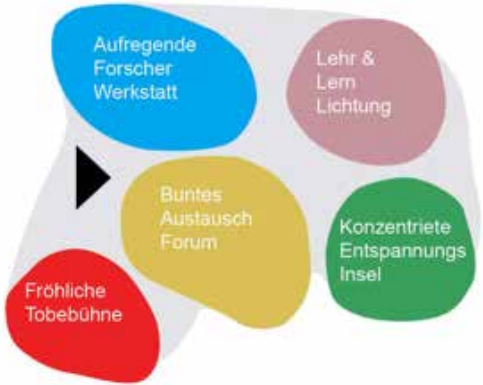 Aufregende
Forscher
Werkstatt
Lehr &
Lern
Lichtung
Buntes
Austausch
Forum
Konzentriete
Entspannungs
Insel
Fröhliche
Tobebühne